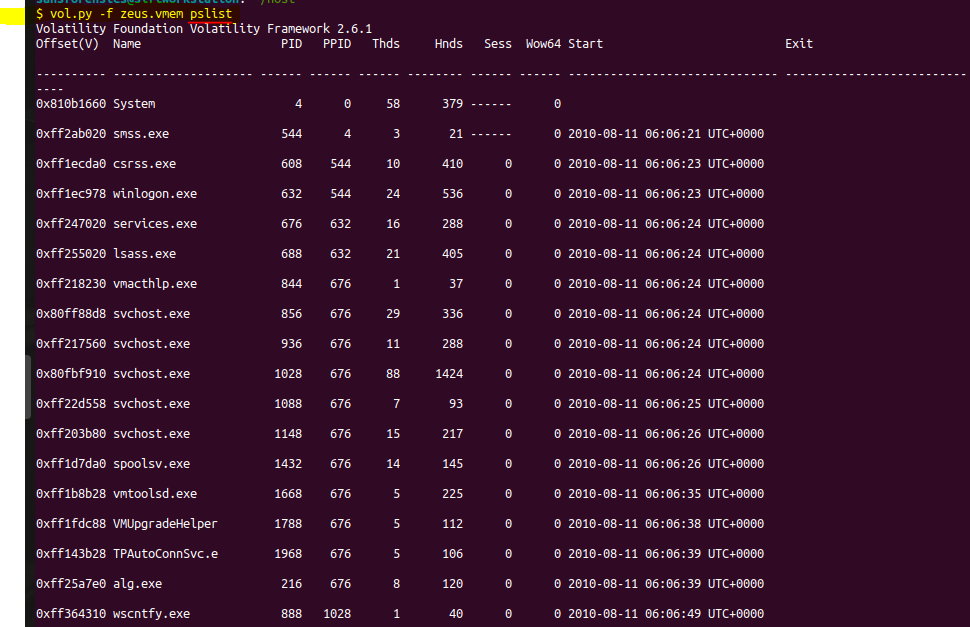 $ vol.py -f zeus.vmem pslist
Volatility Foundation Volatility Framework 2.6.1
Offset(V) Name PID PPID Thds Hnds Sess Wow64 Start Exit
---------- -------------------- ------ ------ ------ -------- ------ ------ ------------------------------ --------------------------
----
0x810b1660 System 4 0 58 379 ------ 0
0xff2ab020 smss.exe 544 4 3 21 ------ 0 2010-08-11 06:06:21 UTC+0000
0xff1ecda0 csrss.exe 608 544 10 410 0 0 2010-08-11 06:06:23 UTC+0000
0xff1ec978 winlogon.exe 632 544 24 536 0 0 2010-08-11 06:06:23 UTC+0000
0xff247020 services.exe 676 632 16 288 0 0 2010-08-11 06:06:24 UTC+0000
0xff255020 lsass.exe 688 632 21 405 0 0 2010-08-11 06:06:24 UTC+0000
0xff218230 vmacthlp.exe 844 676 1 37 0 0 2010-08-11 06:06:24 UTC+0000
0x80ff88d8 svchost.exe 856 676 29 336 0 0 2010-08-11 06:06:24 UTC+0000
0xff217560 svchost.exe 936 676 11 288 0 0 2010-08-11 06:06:24 UTC+0000
0x80fbf910 svchost.exe 1028 676 88 1424 0 0 2010-08-11 06:06:24 UTC+0000
0xff22d558 svchost.exe 1088 676 7 93 0 0 2010-08-11 06:06:25 UTC+0000
0xff203b80 svchost.exe 1148 676 15 217 0 0 2010-08-11 06:06:26 UTC+0000
0xff1d7da0 spoolsv.exe 1432 676 14 145 0 0 2010-08-11 06:06:26 UTC+0000
0xff1b8b28 vmtoolsd.exe 1668 676 5 225 0 0 2010-08-11 06:06:35 UTC+0000
0xff1fdc88 VMUpgradeHelper 1788 676 5 112 0 0 2010-08-11 06:06:38 UTC+0000
0xff143b28 TPAutoConnSvc.e 1968 676 5 106 0 0 2010-08-11 06:06:39 UTC+0000
0xff25a7e0 alg.exe 216 676 8 120 0 0 2010-08-11 06:06:39 UTC+0000
0xff364310 wscntfy.exe 888 1028 1 40 0 0 2010-08-11 06:06:49 UTC+0000